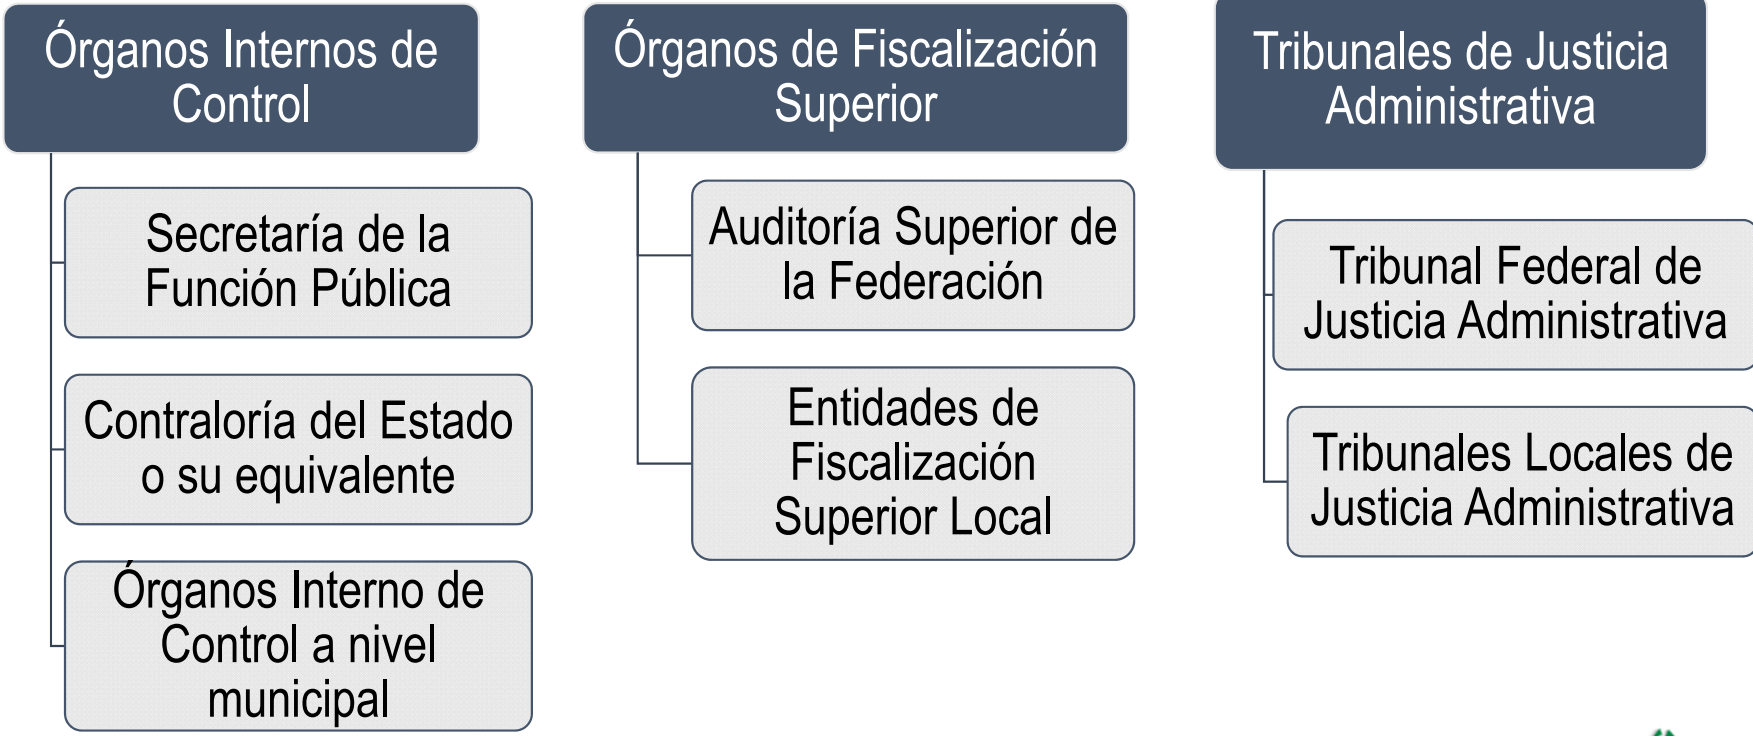 Órganos Internos de
Control
Secretaría de la
Función Pública
Contraloría del Estado
o su equivalente
Órganos Interno de
Control a nivel
municipal
Órganos de Fiscalización
Superior
Auditoría Superior de
la Federación
Entidades de
Fiscalización
Superior Local
Tribunales de Justicia
Administrativa
Tribunal Federal de
Justicia Administrativa
Tribunales Locales de
Justicia Administrativa